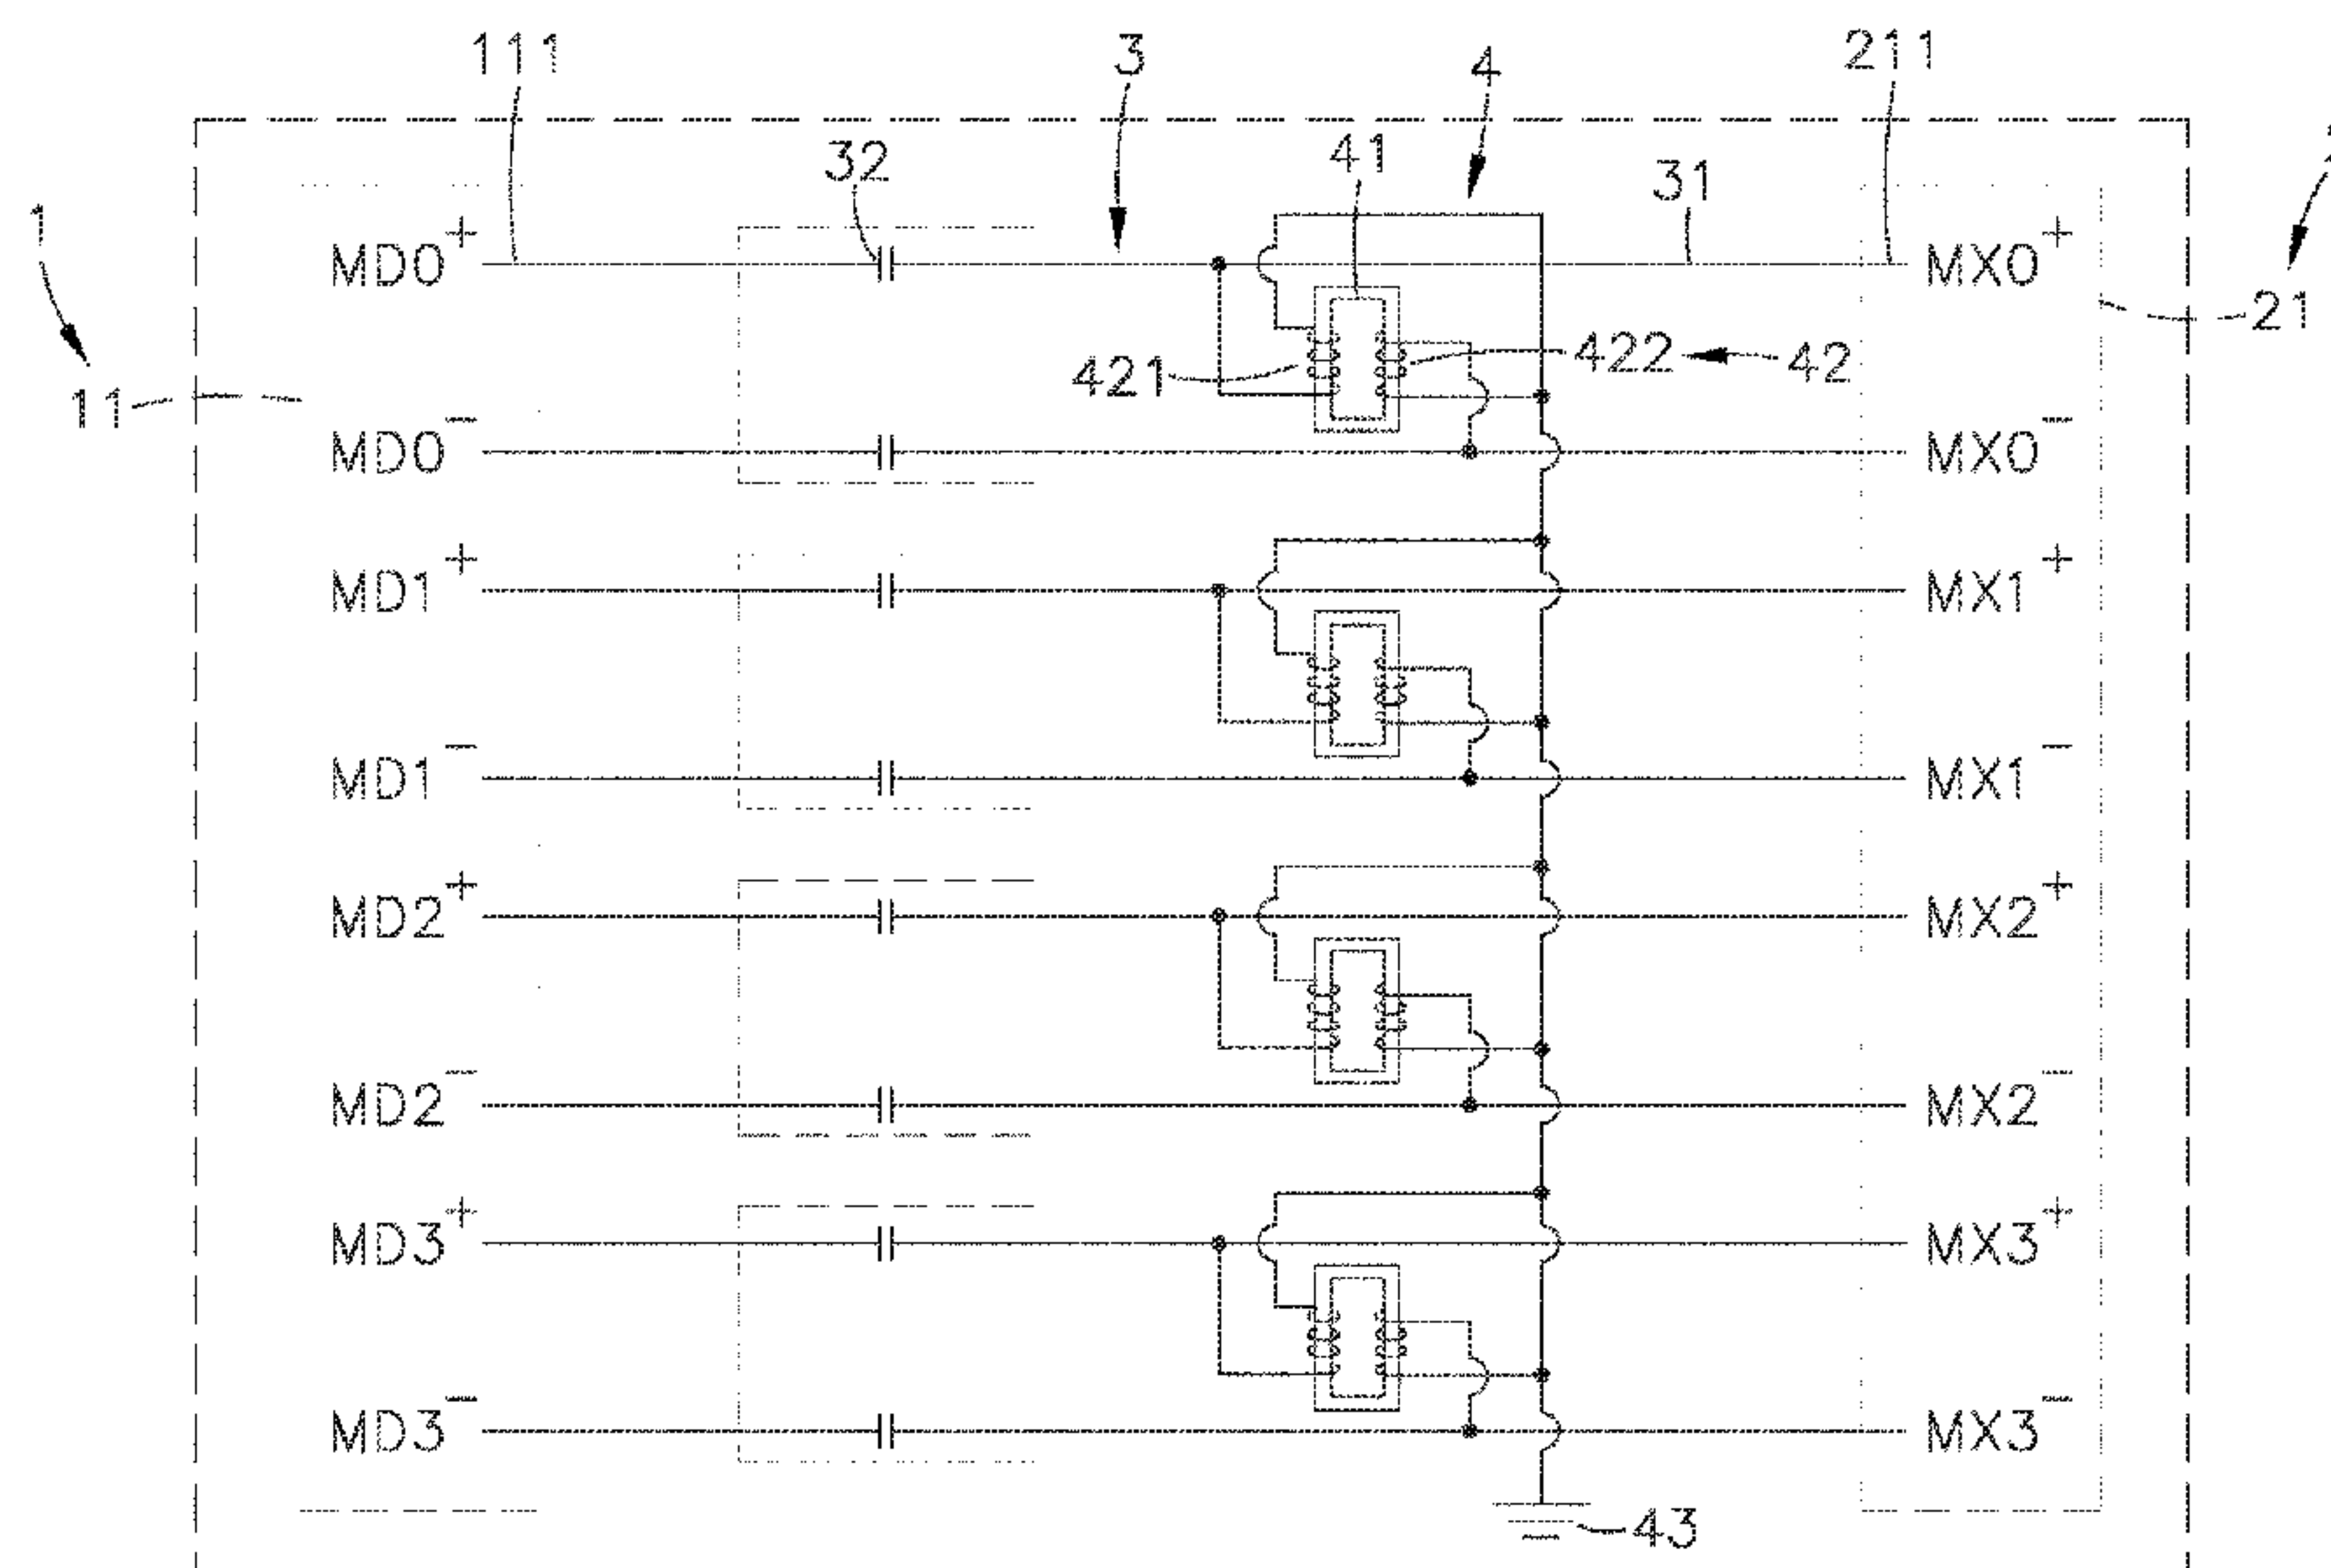 111 3 4 211
32 41 31
1
MD0+ MX0+
21
421 422 42
11
MD0− MX0−
MD1+ MX1+
MD1− MX1−
MD2+ MX2+
MD2− MX2−
MD3+ MX3+
MD3− MX3−
43